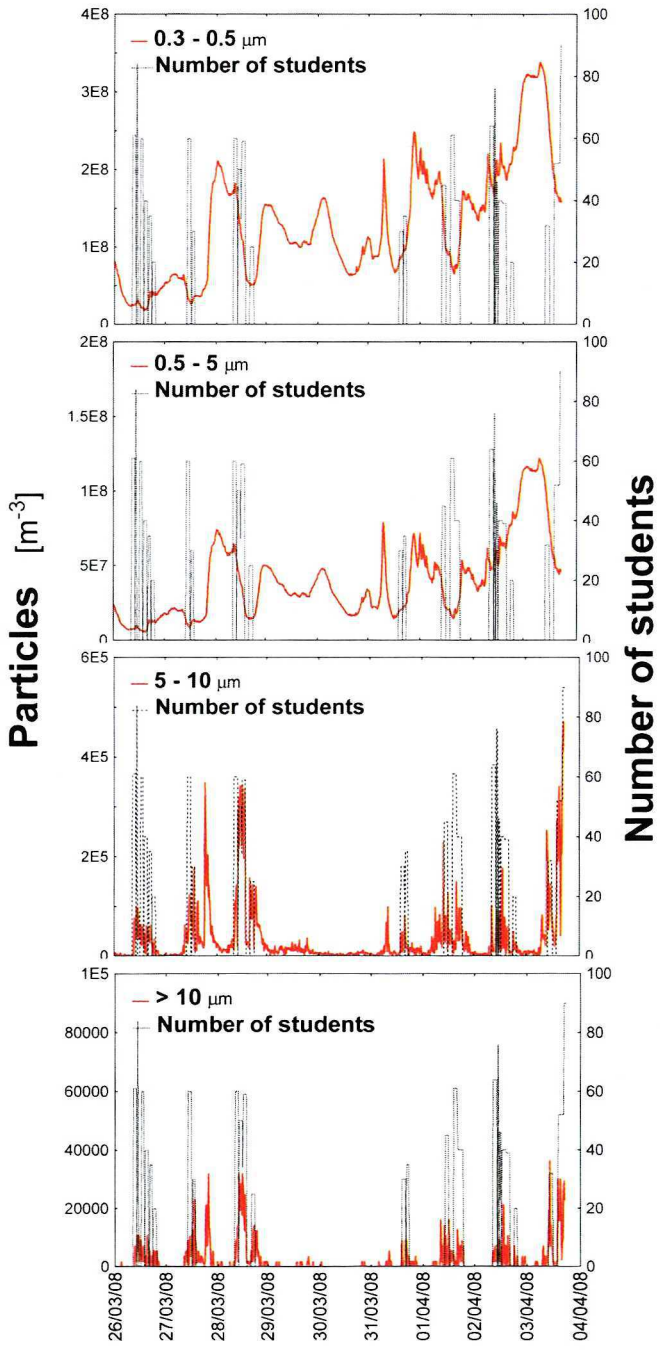 0.3 - 0.5 μm
Number of students
4E8
3E8
2E8
1E8
0
100
80
60
40
20
0
0.5 - 5 μm
Number of students
2E8
1.5E8
1E8
5E7
0
100
80
60
40
20
0
5 - 10 μm
Number of students
6E5
4E5
2E5
0
100
80
60
40
20
0
> 10 μm
Number of students
1E5
80000
60000
40000
20000
0
100
80
60
40
20
0
Particles [m⁻³]
Number of students
26/03/08
27/03/08
28/03/08
29/03/08
30/03/08
31/03/08
01/04/08
02/04/08
03/04/08
04/04/08